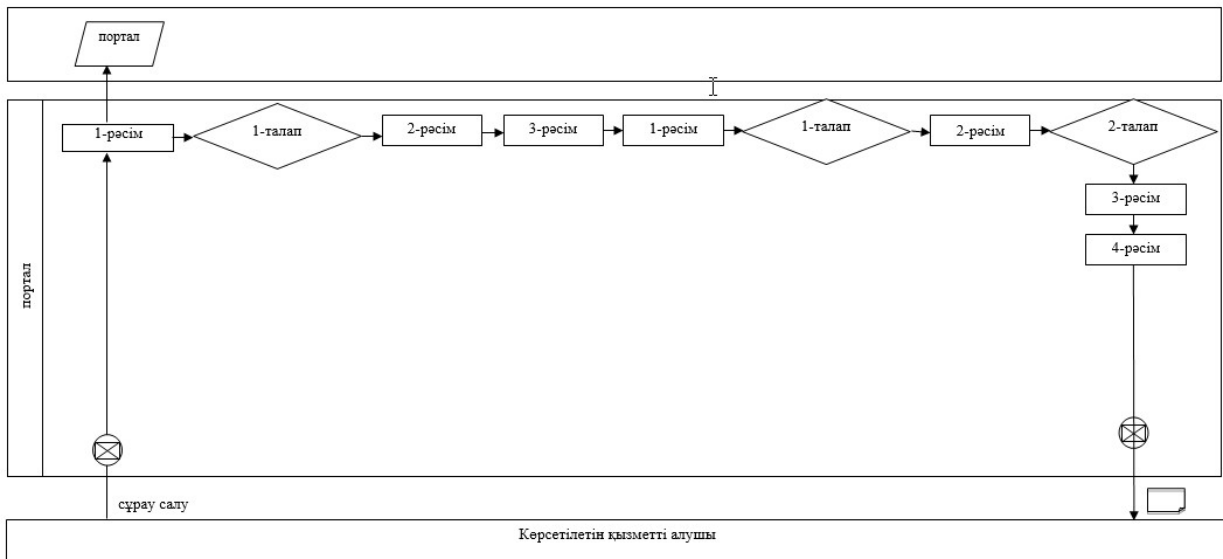 портал
1-рәсім
1-талап
2-рәсім
3-рәсім
1-рәсім
1-талап
2-рәсім
2-талап
3-рәсім
4-рәсім
портал
сұрау салу
Көрсетілетін қызметті алушы